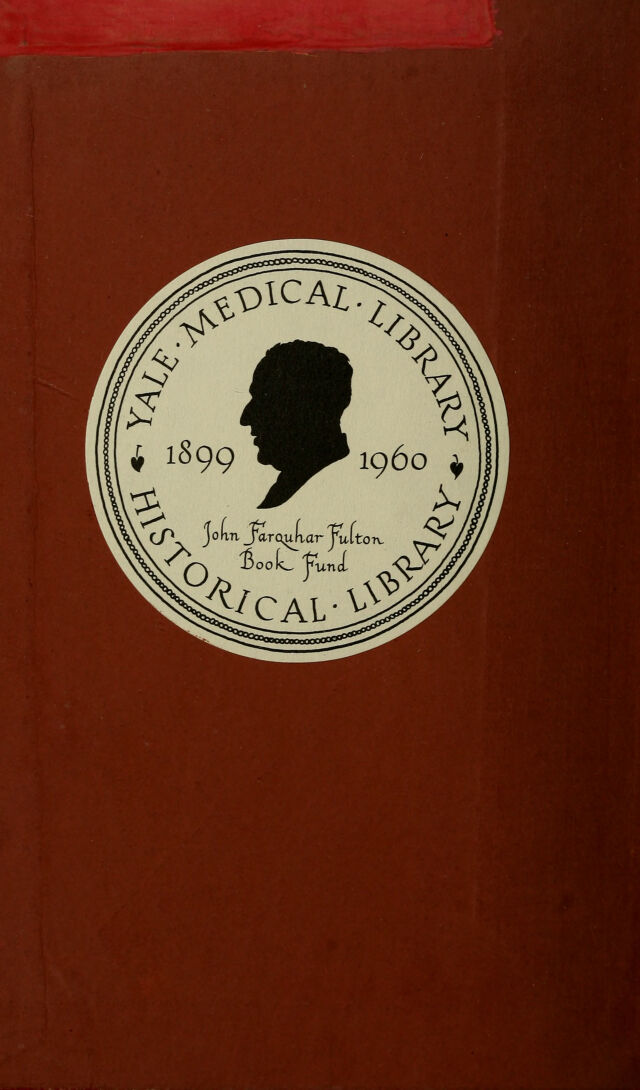 YALE · MEDICAL · LIBRARY
1899 1960
John Farquhar Fulton
Book Fund
HISTORICAL · LIBRARY